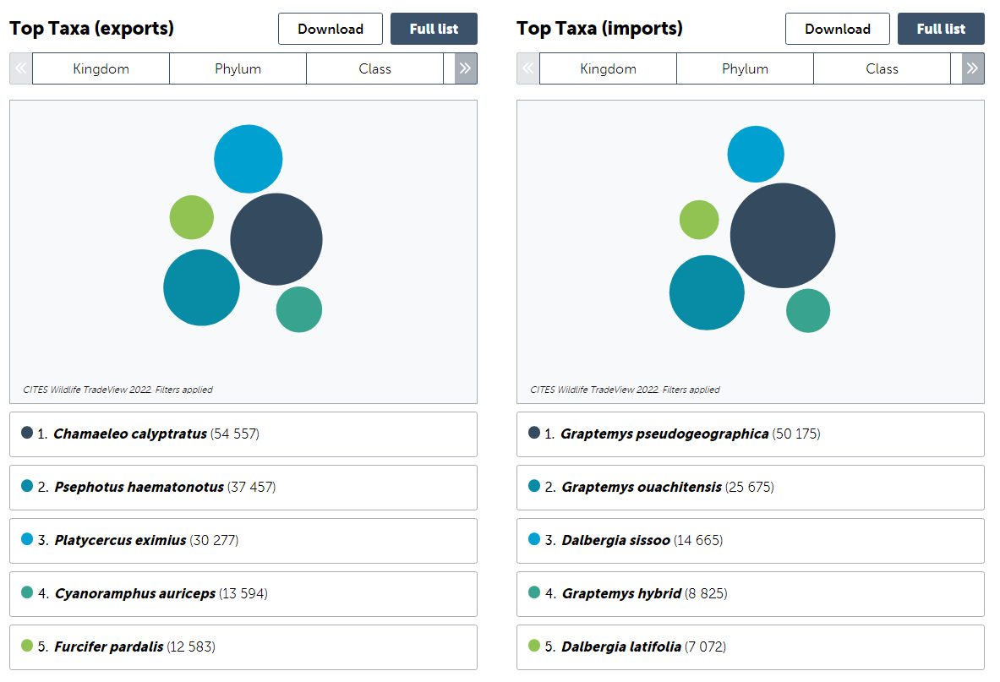 Top Taxa (exports)
Download
Full list
Kingdom
Phylum
Class
CITES Wildlife TradeView 2022. Filters applied
1. Chamaeleo calyptratus (54 557)
2. Psephotus haematonotus (37 457)
3. Platycercus eximius (30 277)
4. Cyanoramphus auriceps (13 594)
5. Furcifer pardalis (12 583)
Top Taxa (imports)
Download
Full list
Kingdom
Phylum
Class
CITES Wildlife TradeView 2022. Filters applied
1. Graptemys pseudogeographica (50 175)
2. Graptemys ouachitensis (25 675)
3. Dalbergia sissoo (14 665)
4. Graptemys hybrid (8 825)
5. Dalbergia latifolia (7 072)